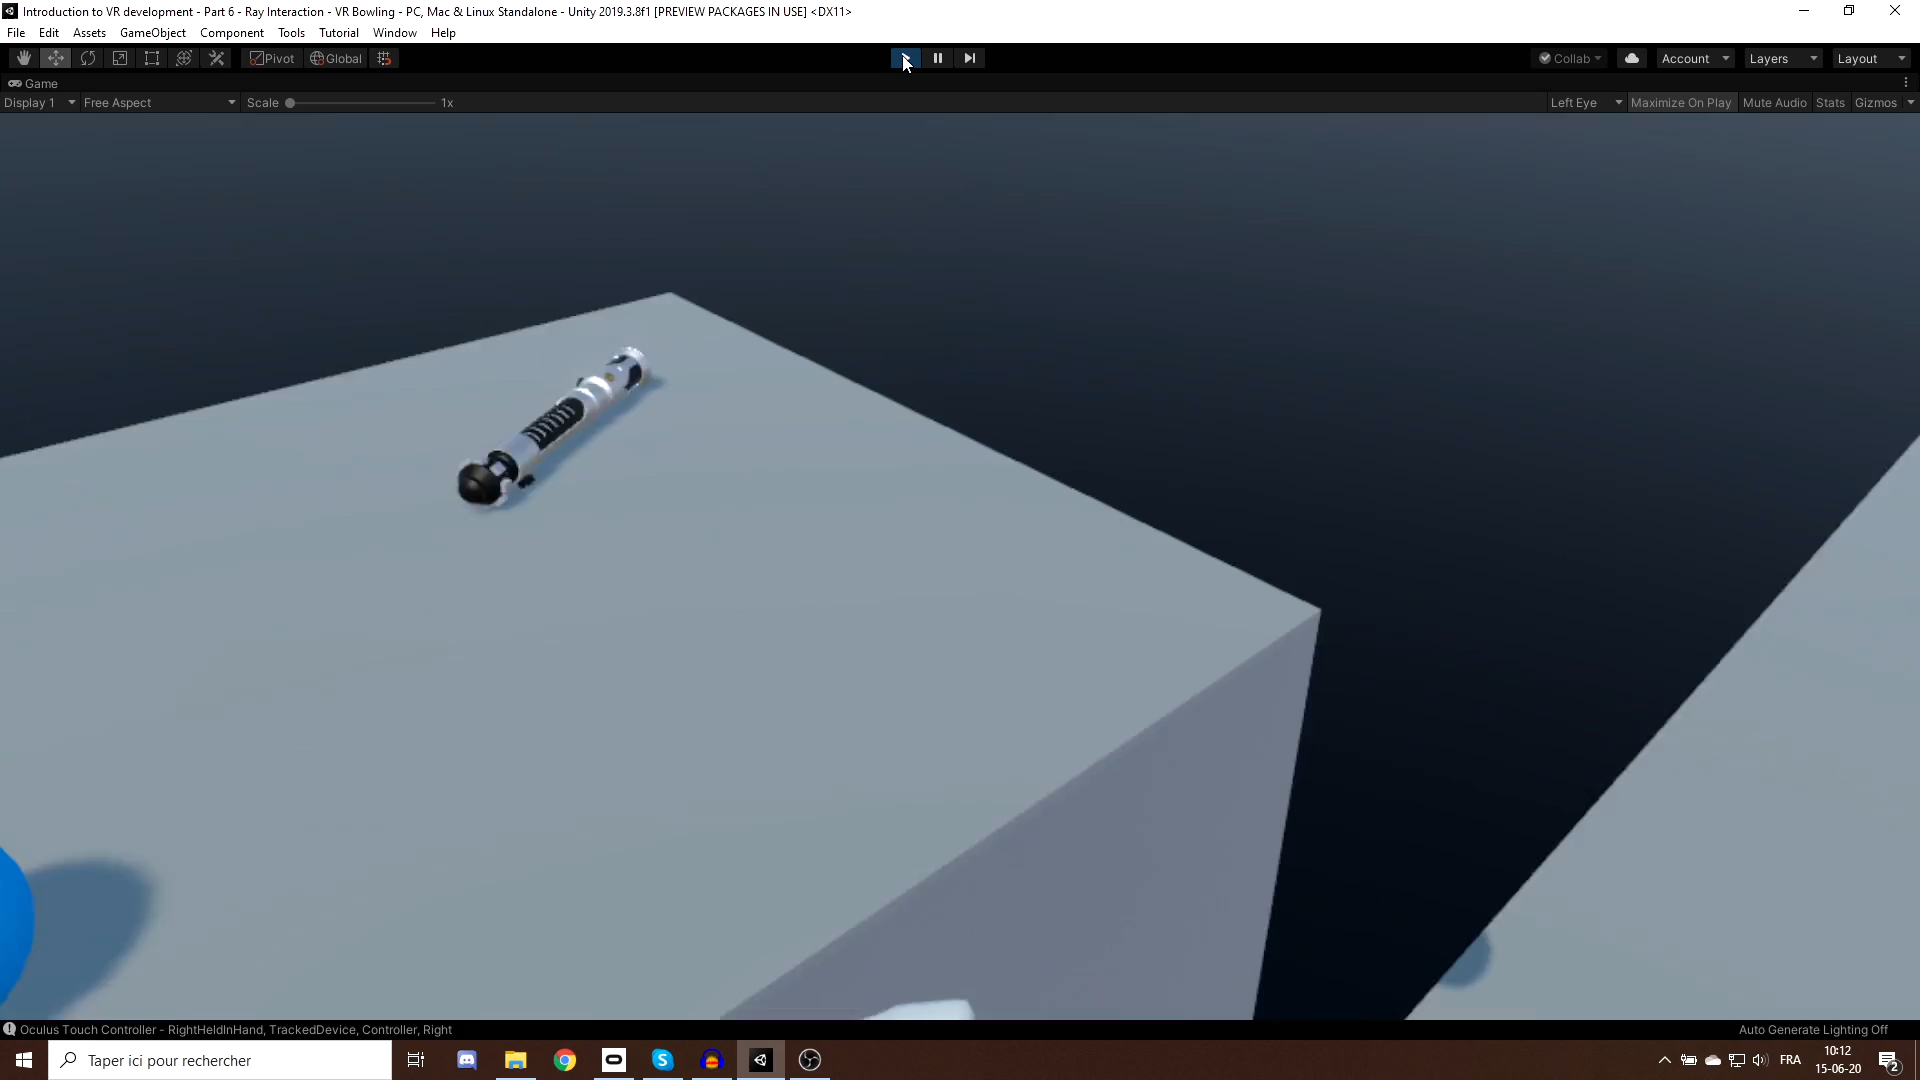 Introduction to VR development - Part 6 - Ray Interaction - VR Bowling - PC, Mac & Linux Standalone - Unity 2019.3.8f1 [PREVIEW PACKAGES IN USE] <DX11>
File Edit Assets GameObject Component Tools Tutorial Window Help
Pivot Global Collab Account Layers Layout
Game
Display 1 Free Aspect Scale 1x Left Eye Maximize On Play Mute Audio Stats Gizmos
Oculus Touch Controller - RightHeldInHand, TrackedDevice, Controller, Right Auto Generate Lighting Off
Taper ici pour rechercher FRA 10:12
15-06-20 2